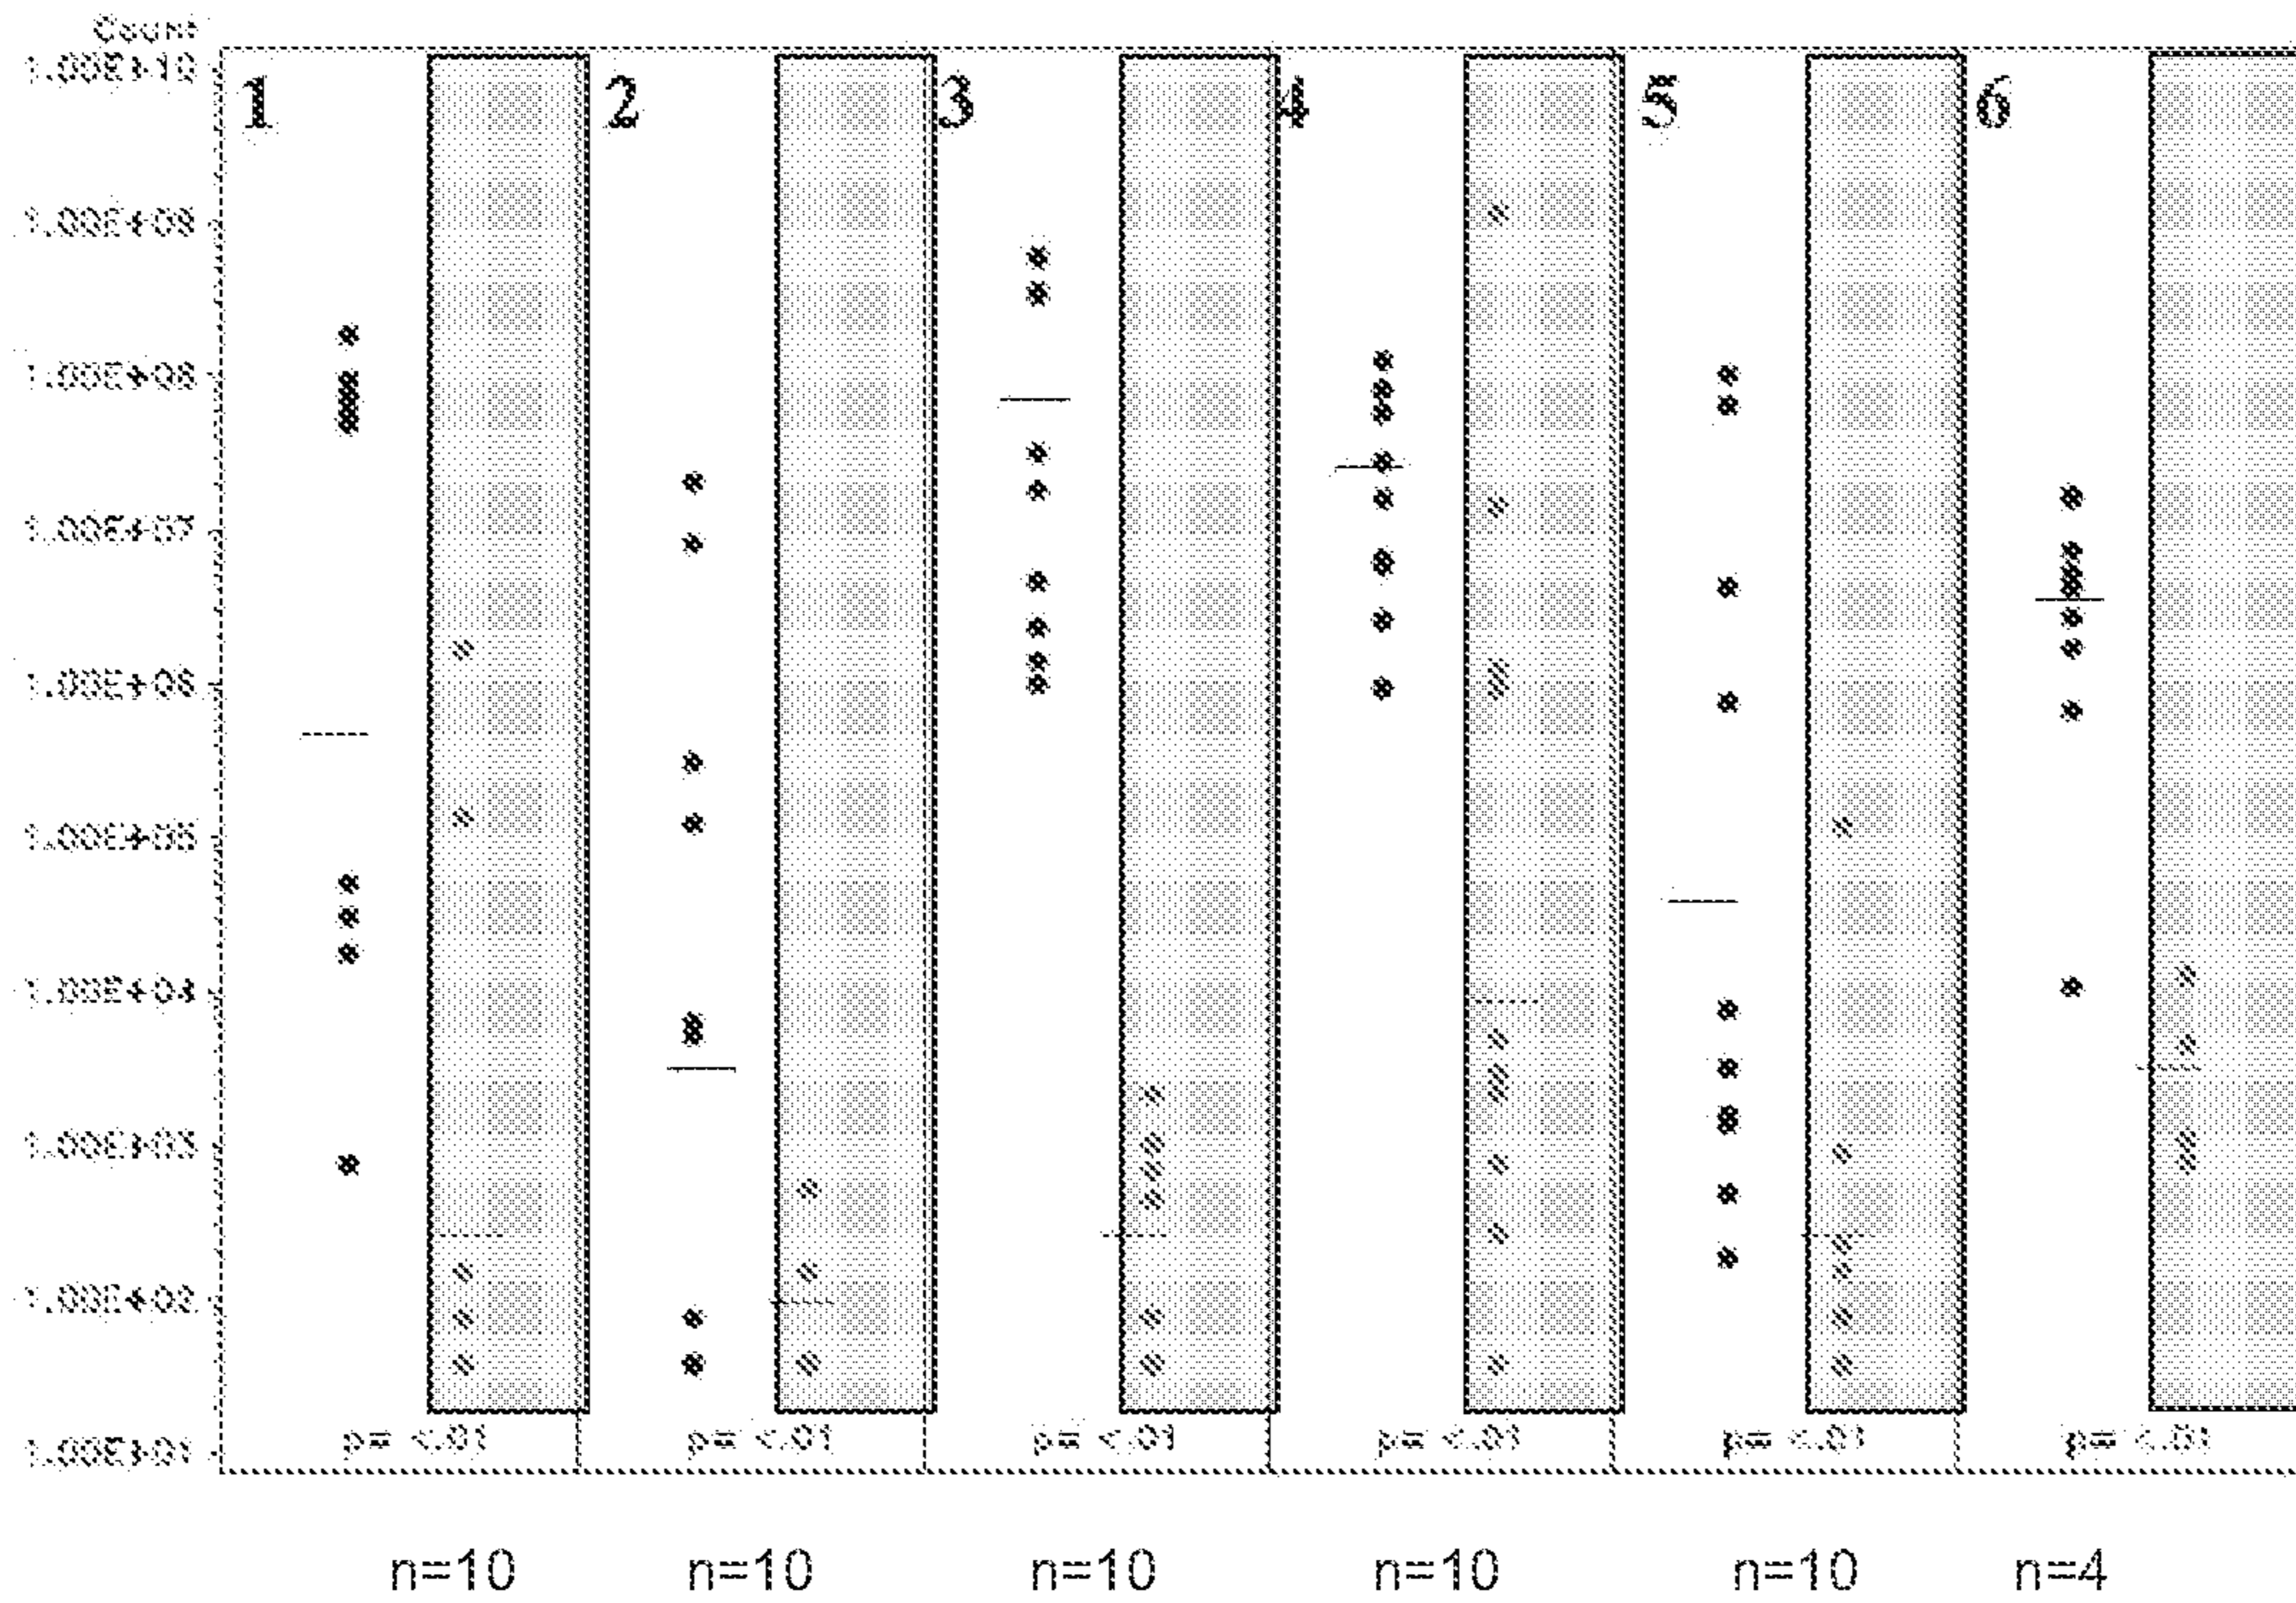 Count
1.00E+10
1 2 3 4 5 6
1.00E+09
1.00E+08
1.00E+07
1.00E+06
1.00E+05
1.00E+04
1.00E+03
1.00E+02
1.00E+01
p= <.01 p= <.01 p= <.01 p= <.01 p= <.01 p= <.01
n=10 n=10 n=10 n=10 n=10 n=4